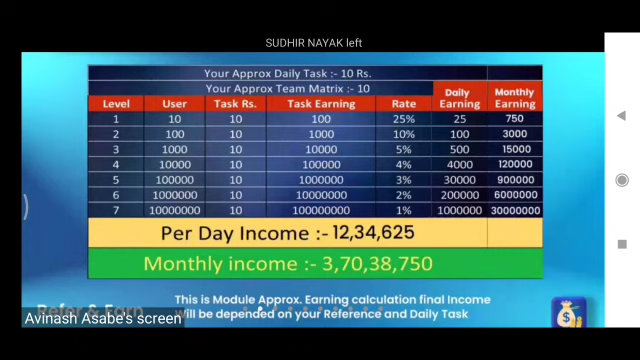 SUDHIR NAYAK left
Your Approx Daily Task :- 10 Rs.
Your Approx Team Matrix :- 10
Level User Task Rs. Task Earning Rate Daily Earning Monthly Earning
1 10 10 100 25% 25 750
2 100 10 1000 10% 100 3000
3 1000 10 10000 5% 500 15000
4 10000 10 100000 4% 4000 120000
5 100000 10 1000000 3% 30000 900000
6 1000000 10 10000000 2% 200000 6000000
7 10000000 10 100000000 1% 1000000 30000000
Per Day Income :- 12,34,625
Monthly income :- 3,70,38,750
This is Module Approx. Earning calculation final Income
will be depended on your Reference and Daily Task
Refer & Earn
Avinash Asabe's screen